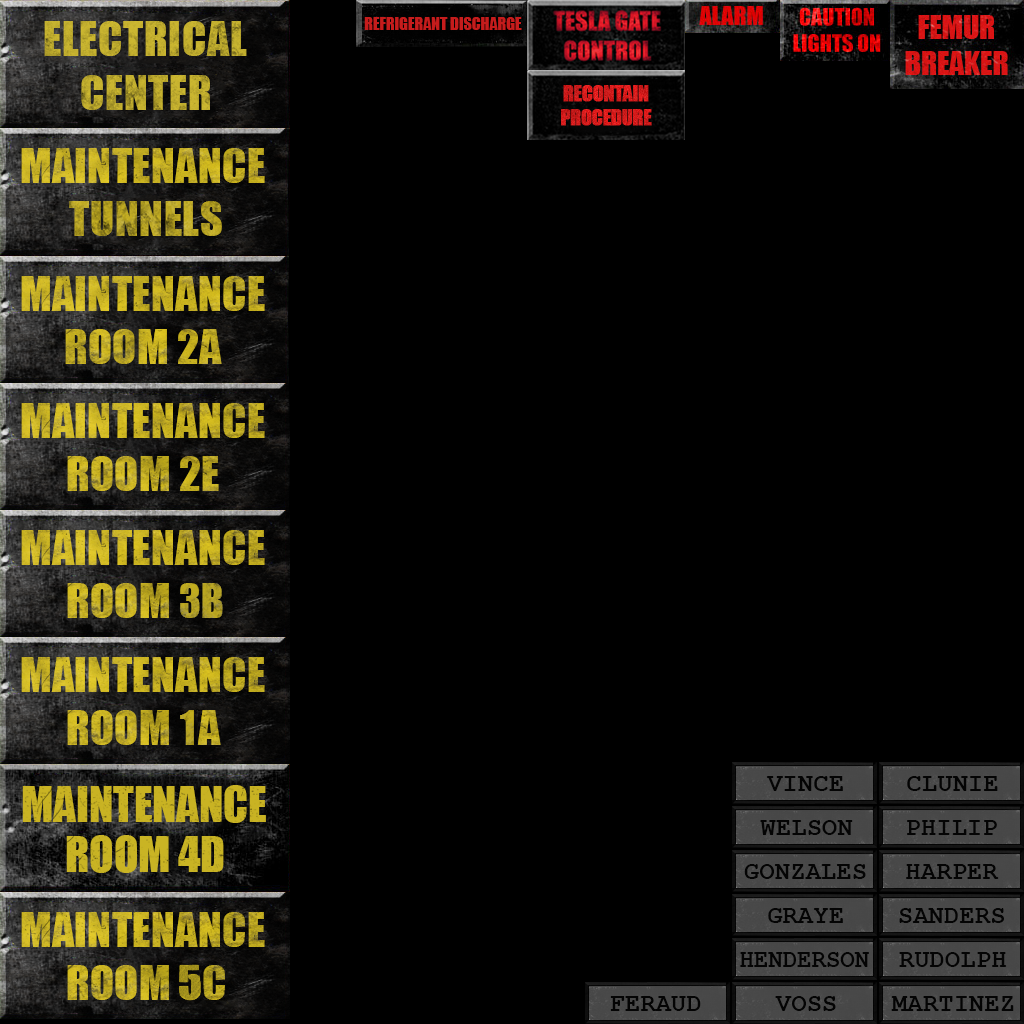 ELECTRICAL
CENTER
MAINTENANCE
TUNNELS
MAINTENANCE
ROOM 2A
MAINTENANCE
ROOM 2E
MAINTENANCE
ROOM 3B
MAINTENANCE
ROOM 1A
MAINTENANCE
ROOM 4D
MAINTENANCE
ROOM 5C
REFRIGERANT DISCHARGE
TESLA GATE
CONTROL
RECONTAIN
PROCEDURE
ALARM
CAUTION
LIGHTS ON
FEMUR
BREAKER
VINCE
CLUNIE
WELSON
PHILIP
GONZALES
HARPER
GRAYE
SANDERS
HENDERSON
RUDOLPH
FERAUD
VOSS
MARTINEZ